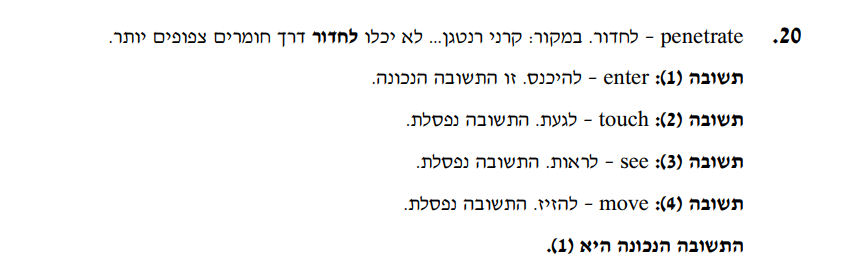 20. penetrate – לחדור. במקור: קרני רנטגן... לא יכלו לחדור דרך חומרים צפופים יותר.
תשובה (1): enter – להיכנס. זו התשובה הנכונה.
תשובה (2): touch – לגעת. התשובה נפסלת.
תשובה (3): see – לראות. התשובה נפסלת.
תשובה (4): move – להזיז. התשובה נפסלת.
התשובה הנכונה היא (1).